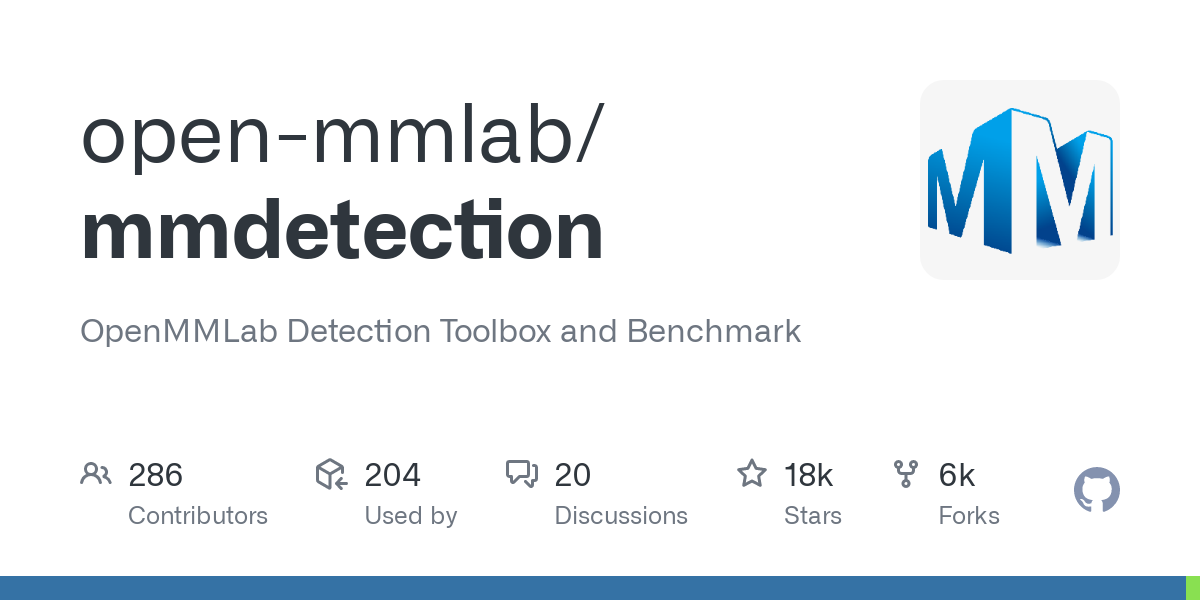 open-mmlab/
mmdetection
MM
OpenMMLab Detection Toolbox and Benchmark
286 204 20 18k 6k
Contributors Used by Discussions Stars Forks